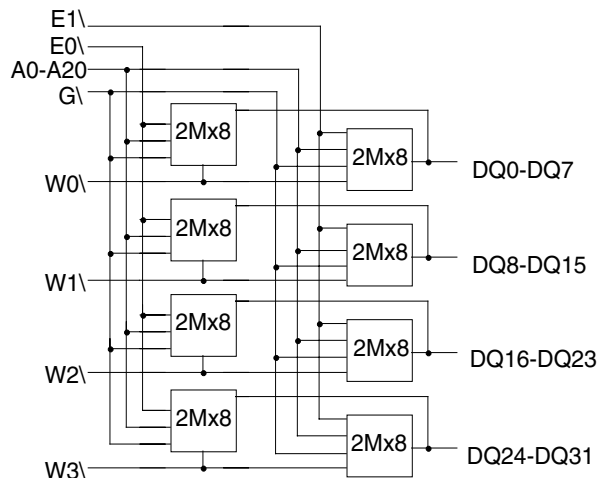 E1\
E0\
A0-A20
G\
2Mx8
2Mx8
DQ0-DQ7
W0\
2Mx8
2Mx8
DQ8-DQ15
W1\
2Mx8
2Mx8
DQ16-DQ23
W2\
2Mx8
2Mx8
DQ24-DQ31
W3\